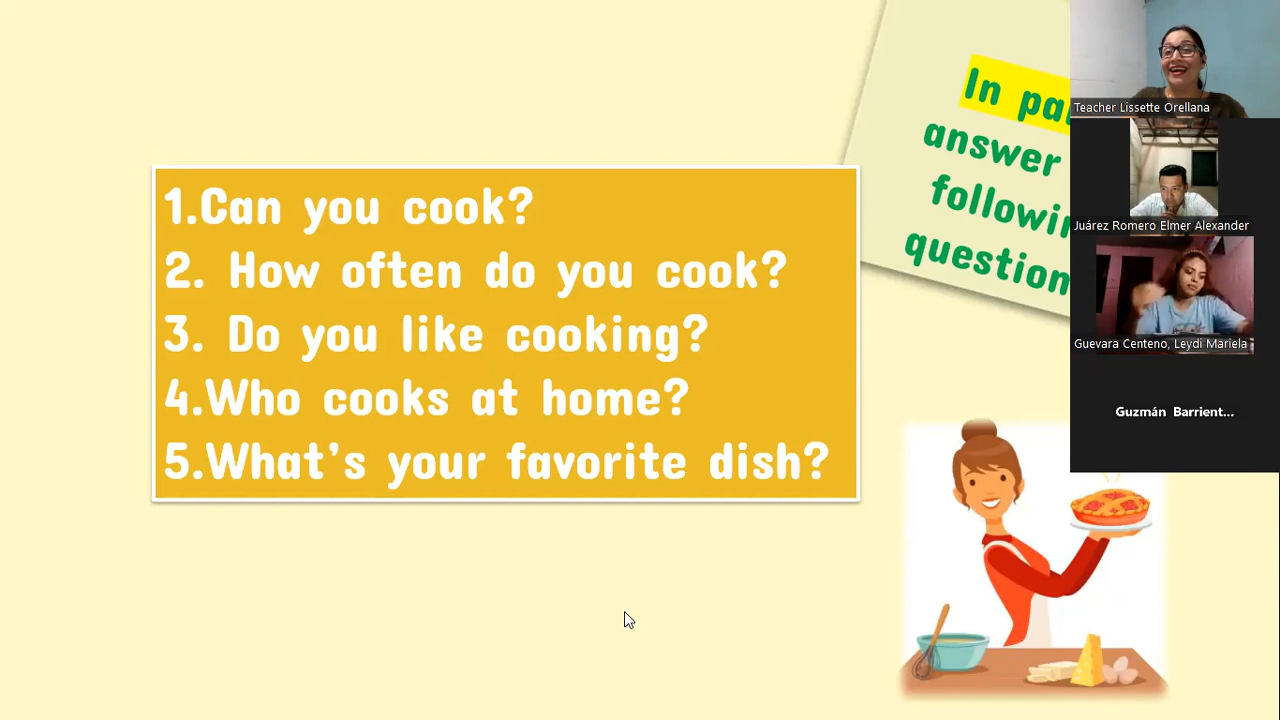 1.Can you cook?
2. How often do you cook?
3. Do you like cooking?
4.Who cooks at home?
5.What's your favorite dish?
In pa
answer
followi
question
Teacher Lissette Orellana
Juárez Romero Elmer Alexander
Guevara Centeno, Leydi Mariela
Guzmán Barrient...